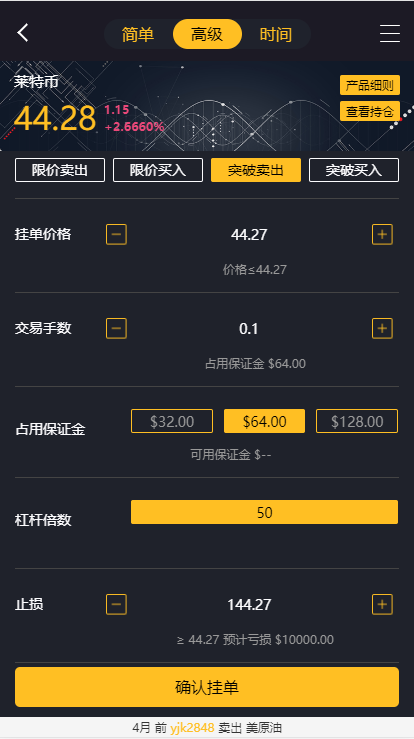 简单 高级 时间
莱特币
44.28 1.15
+2.6660%
产品细则
查看持仓
限价卖出 限价买入 突破卖出 突破买入
挂单价格 44.27
价格≤44.27
交易手数 0.1
占用保证金 $64.00
占用保证金 $32.00 $64.00 $128.00
可用保证金 $--
杠杆倍数 50
止损 144.27
≥ 44.27 预计亏损 $10000.00
确认挂单
4月 前 yjk2848 卖出 美原油